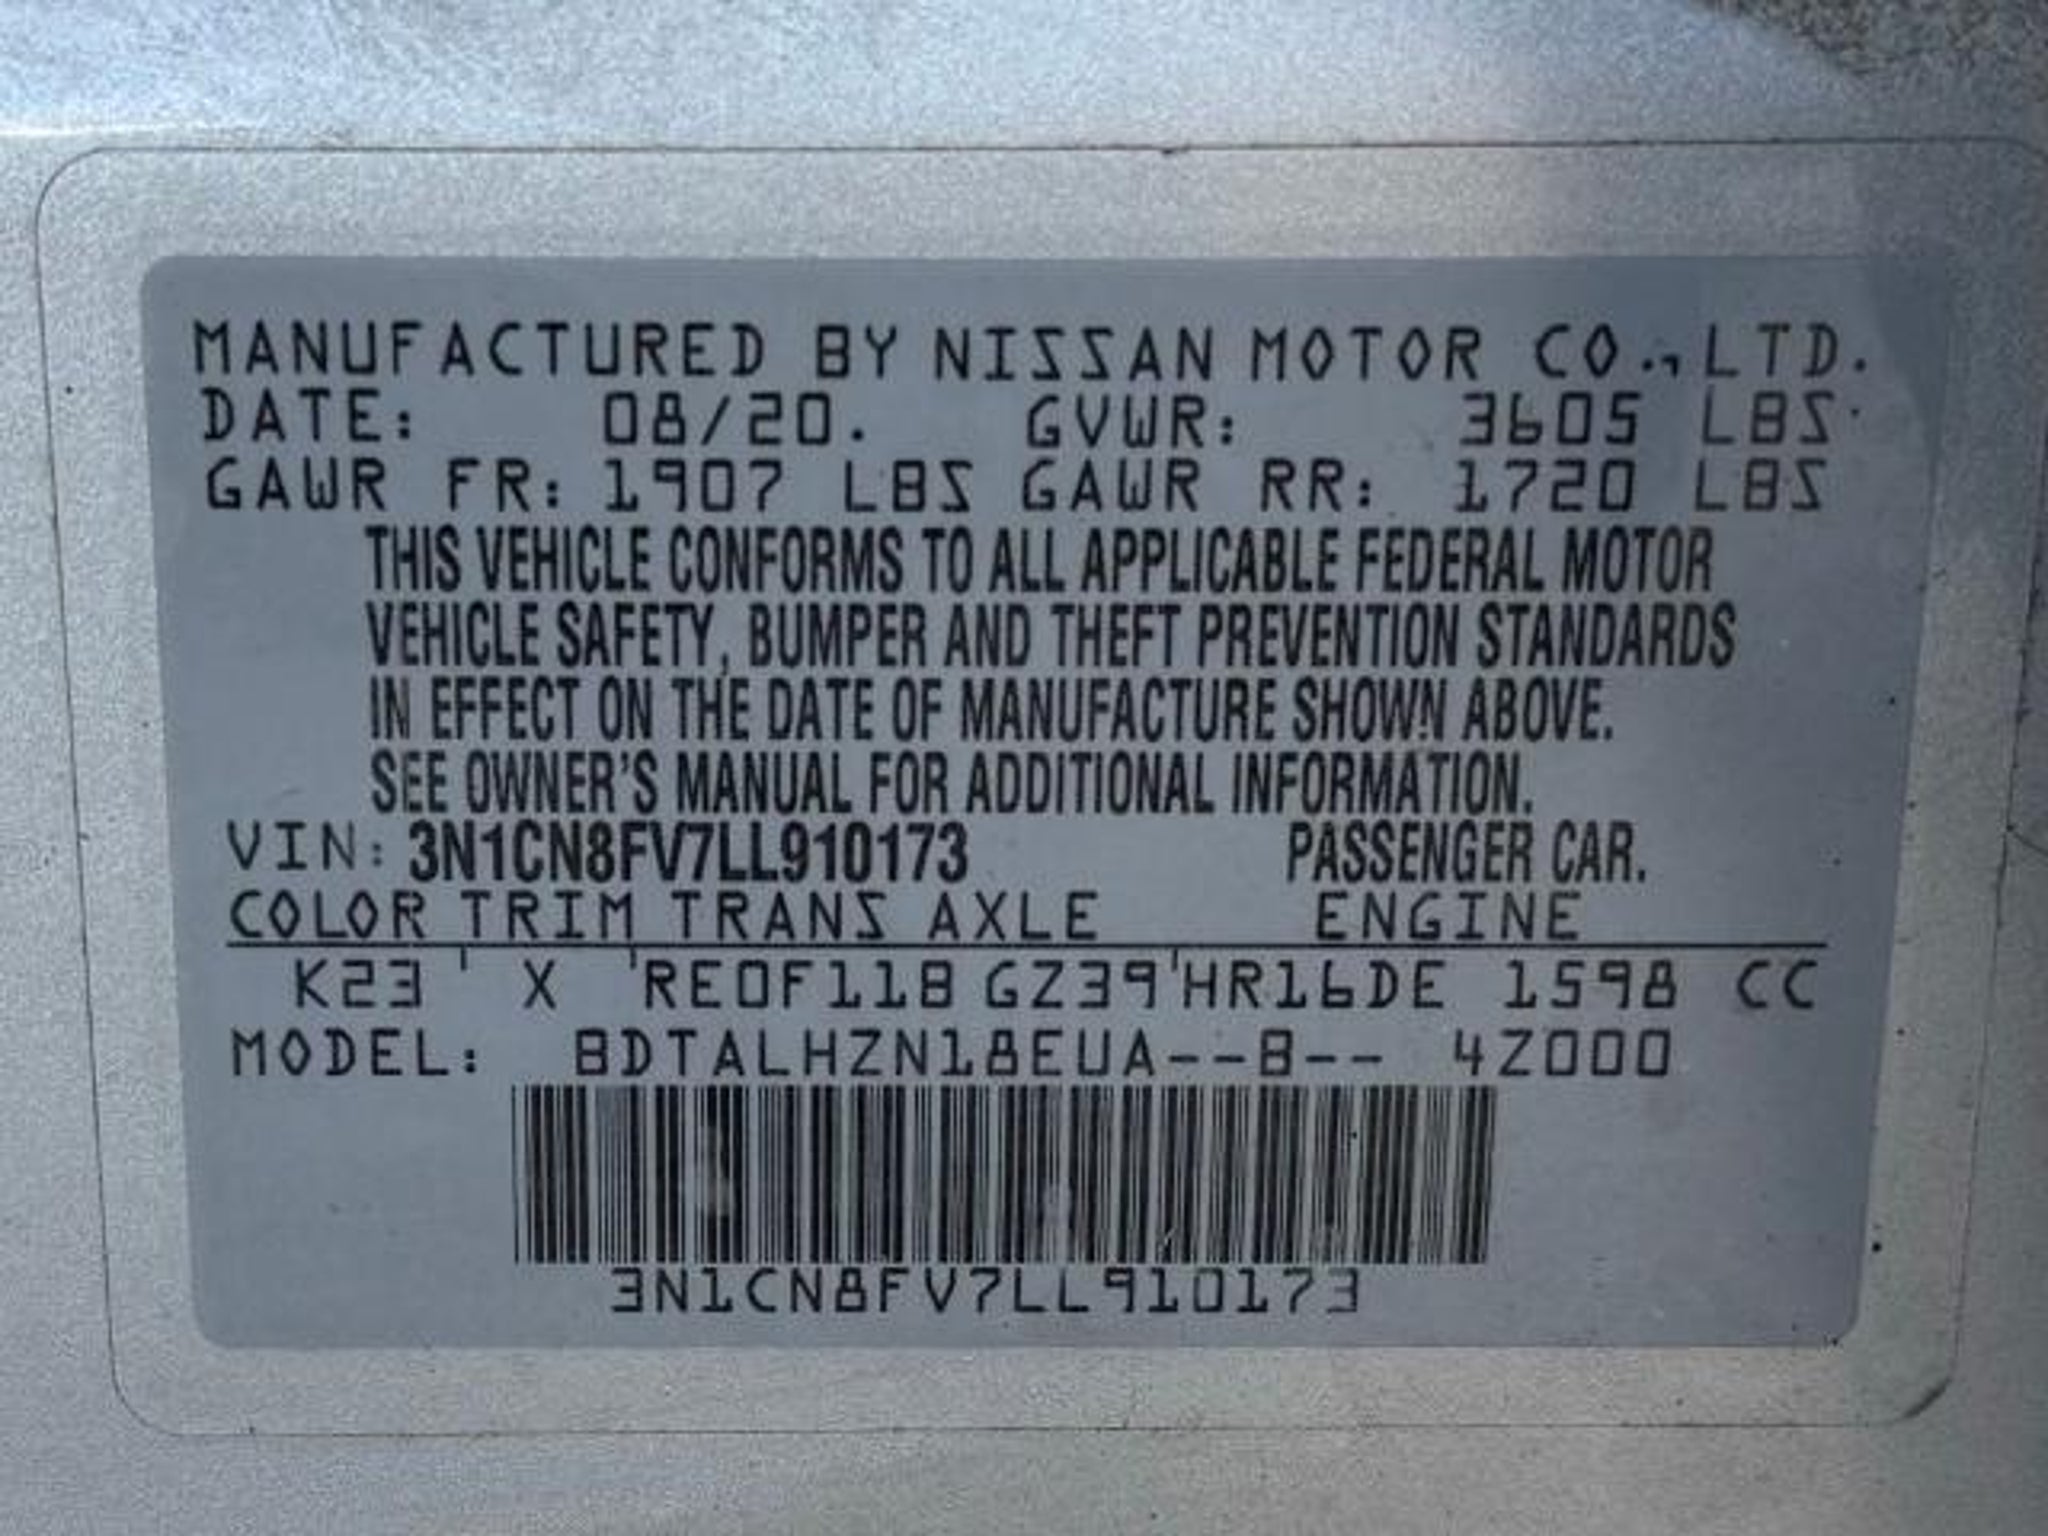 MANUFACTURED BY NISSAN MOTOR CO., LTD.
DATE: 08/20. GVWR: 3605 LBS
GAWR FR: 1907 LBS GAWR RR: 1720 LBS
THIS VEHICLE CONFORMS TO ALL APPLICABLE FEDERAL MOTOR
VEHICLE SAFETY, BUMPER AND THEFT PREVENTION STANDARDS
IN EFFECT ON THE DATE OF MANUFACTURE SHOWN ABOVE.
SEE OWNER'S MANUAL FOR ADDITIONAL INFORMATION.
VIN: 3N1CN8FV7LL910173 PASSENGER CAR.
COLOR TRIM TRANS AXLE ENGINE
K23 X RE0F11B GZ39 HR16DE 1598 CC
MODEL: BDTALHZN18EUA--B-- 4Z000
3N1CN8FV7LL910173